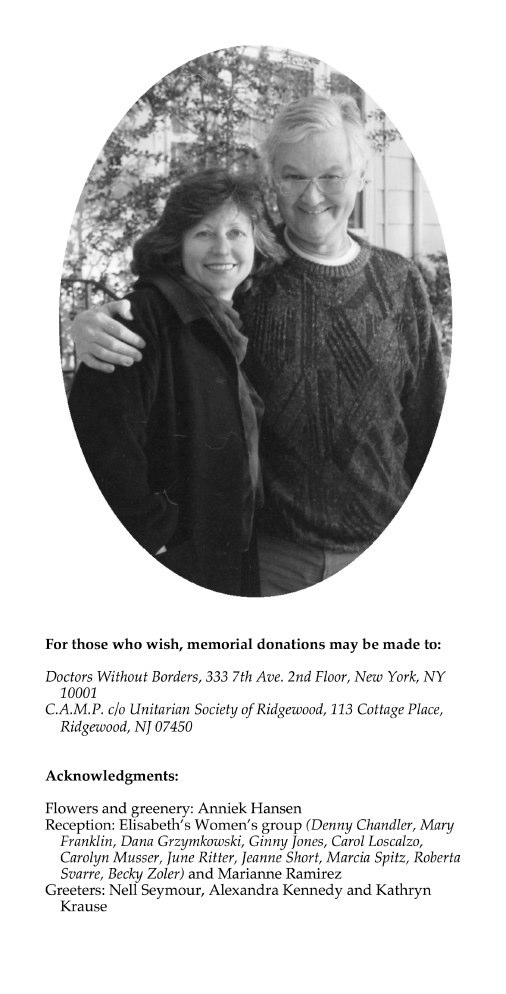 For those who wish, memorial donations may be made to:
Doctors Without Borders, 333 7th Ave. 2nd Floor, New York, NY
10001
C.A.M.P. c/o Unitarian Society of Ridgewood, 113 Cottage Place,
Ridgewood, NJ 07450
Acknowledgments:
Flowers and greenery: Anniek Hansen
Reception: Elisabeth's Women's group (Denny Chandler, Mary
Franklin, Dana Grzymkowski, Ginny Jones, Carol Loscalzo,
Carolyn Musser, June Ritter, Jeanne Short, Marcia Spitz, Roberta
Svarre, Becky Zoler) and Marianne Ramirez
Greeters: Nell Seymour, Alexandra Kennedy and Kathryn
Krause